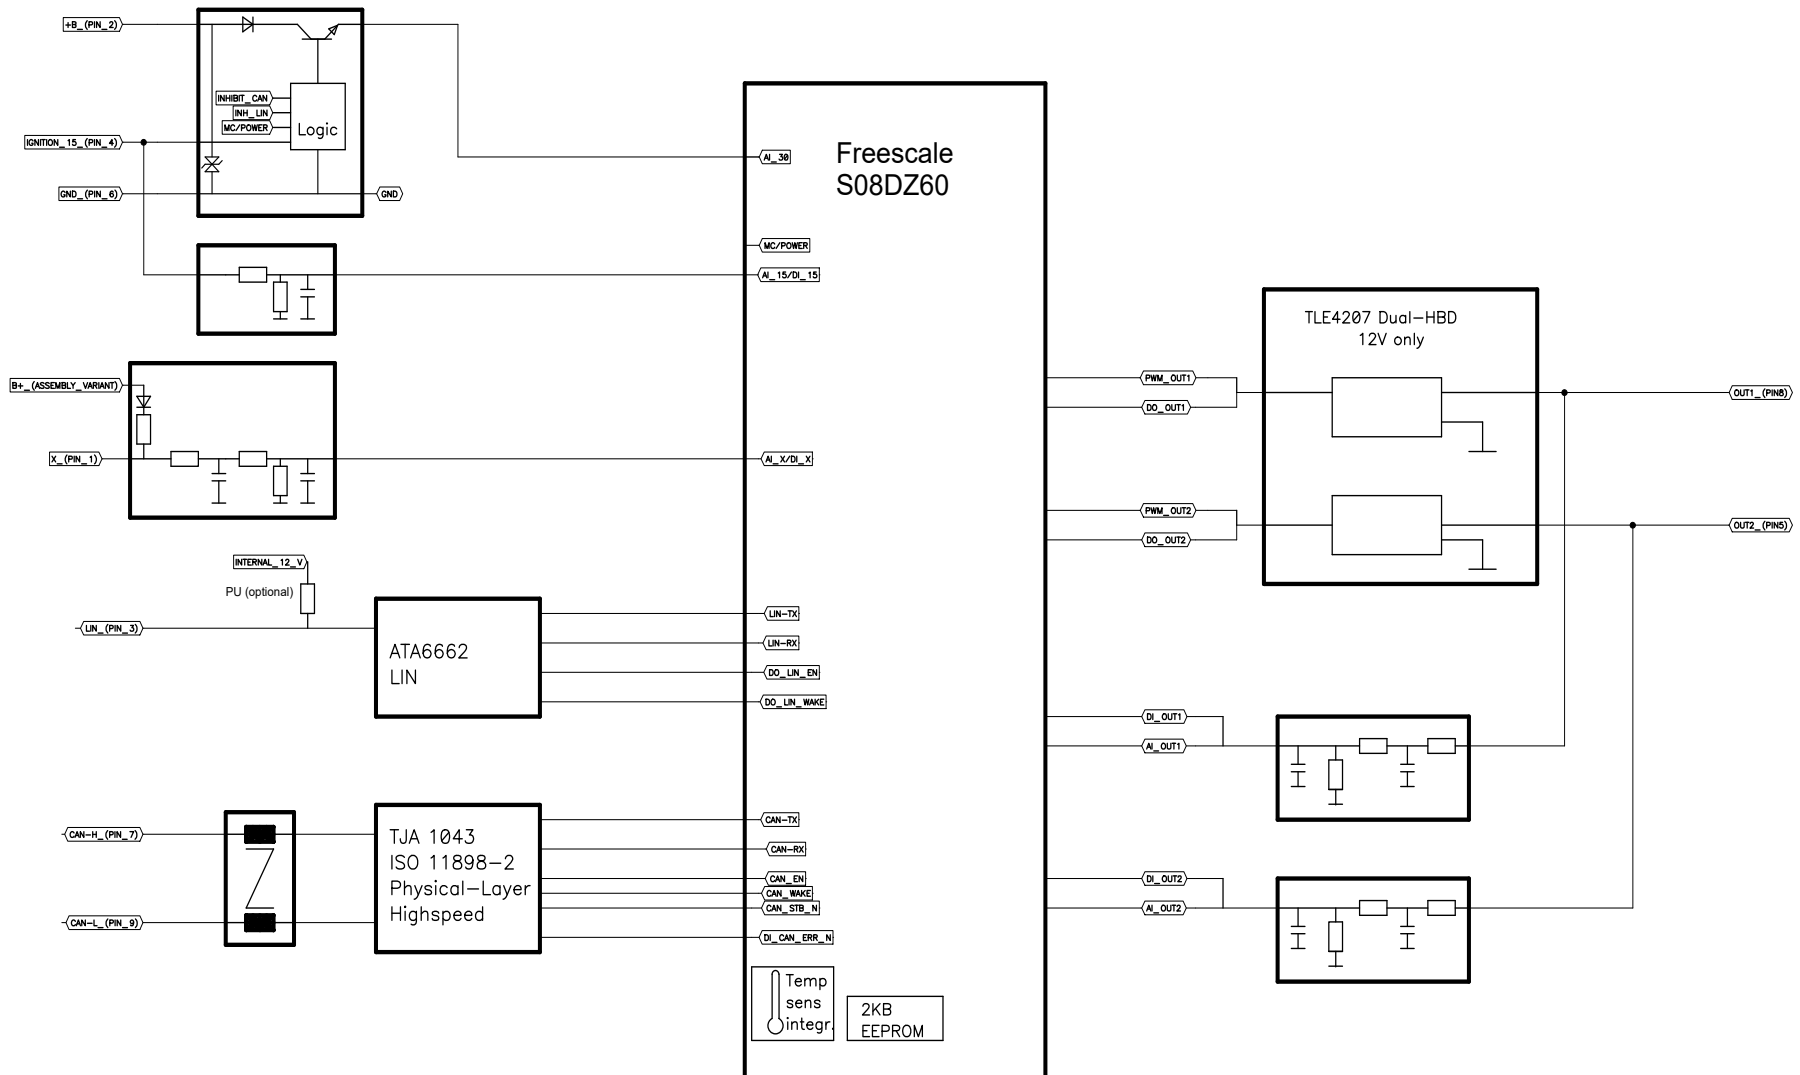 +B_(PIN_2)
INHIBIT_CAN
INH_LIN
MC/POWER
Logic
IGNITION_15_(PIN_4)
GND_(PIN_6)
GND
AI_30
Freescale
S08DZ60
MC/POWER
AI_15/DI_15
B+_(ASSEMBLY_VARIANT)
X_(PIN_1)
AI_X/DI_X
INTERNAL_12_V
PU (optional)
LIN_(PIN_3)
ATA6662
LIN
LIN-TX
LIN-RX
DO_LIN_EN
DO_LIN_WAKE
CAN-H_(PIN_7)
CAN-L_(PIN_9)
TJA 1043
ISO 11898-2
Physical-Layer
Highspeed
CAN-TX
CAN-RX
CAN_EN
CAN_WAKE
CAN_STB_N
DI_CAN_ERR_N
Temp
sens
integr.
2KB
EEPROM
TLE4207 Dual-HBD
12V only
PWM_OUT1
DO_OUT1
OUT1_(PIN8)
PWM_OUT2
DO_OUT2
OUT2_(PIN5)
DI_OUT1
AI_OUT1
DI_OUT2
AI_OUT2